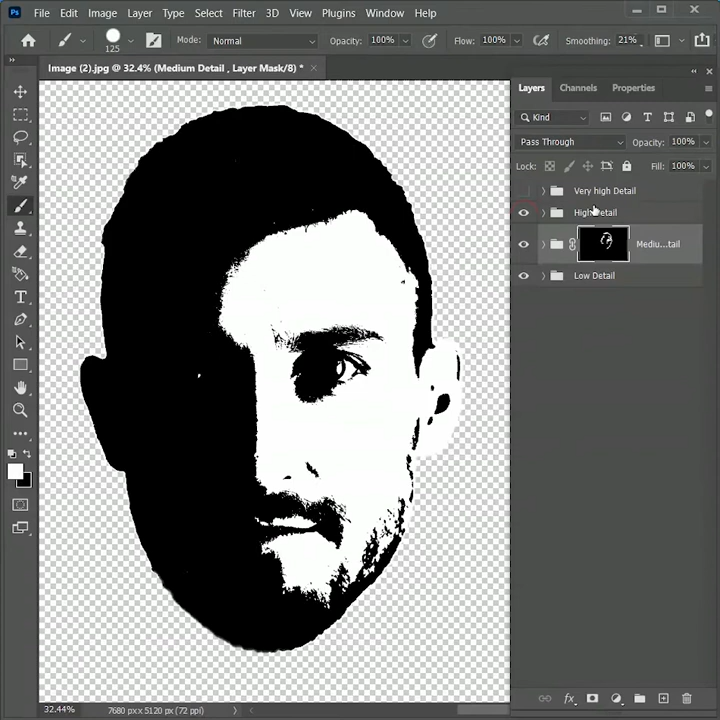 Ps File Edit Image Layer Type Select Filter 3D View Plugins Window Help
125 Mode: Normal Opacity: 100% Flow: 100% Smoothing: 21%
Image (2).jpg @ 32.4% (Medium Detail , Layer Mask/8) *
Layers Channels Properties
Kind
Pass Through Opacity: 100%
Lock: Fill: 100%
Very high Detail
High Detail
Mediu...tail
Low Detail
32.44% 7680 px x 5120 px (72 ppi)
fx